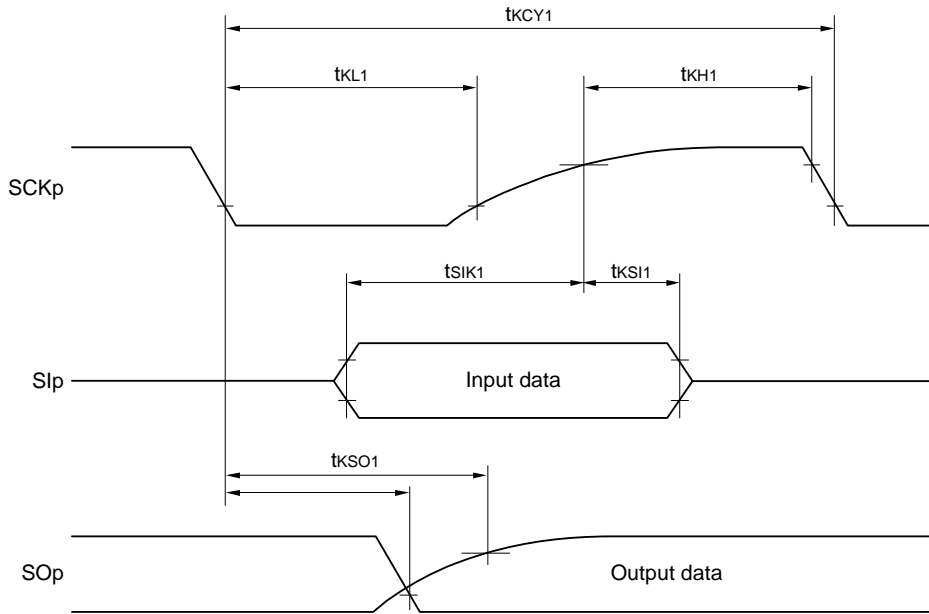 tKCY1
tKL1
tKH1
SCKp
tSIK1
tKSI1
SIp
Input data
tKSO1
SOp
Output data